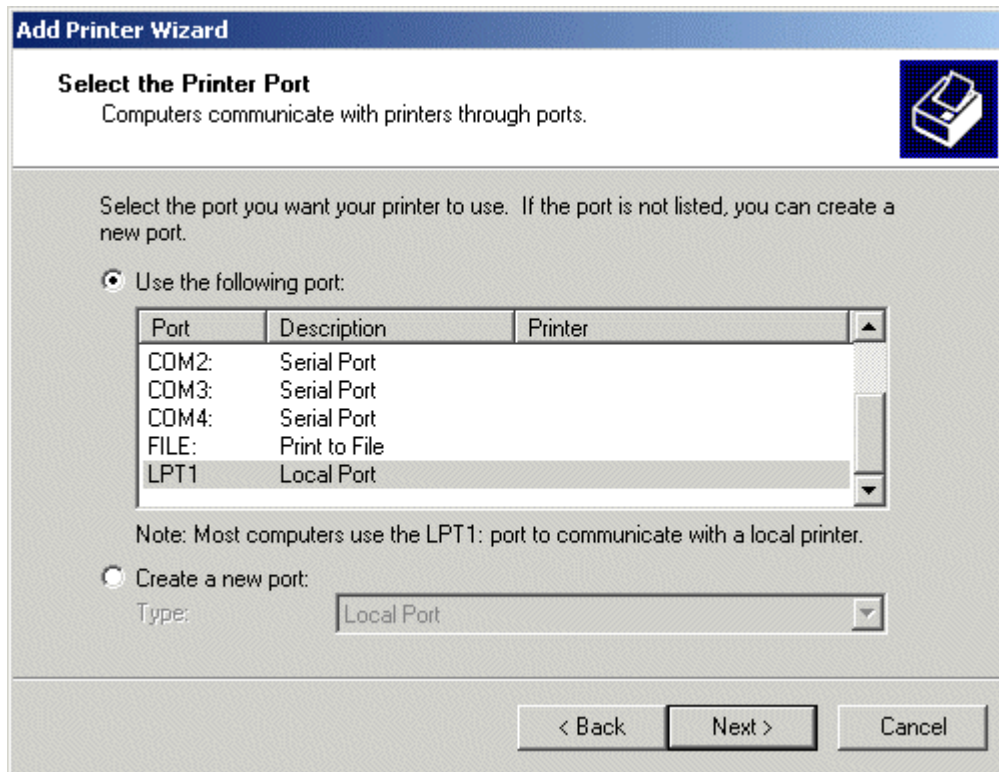 Add Printer Wizard
Select the Printer Port
Computers communicate with printers through ports.
Select the port you want your printer to use. If the port is not listed, you can create a
new port.
Use the following port:
Port Description Printer
COM2: Serial Port
COM3: Serial Port
COM4: Serial Port
FILE: Print to File
LPT1 Local Port
Note: Most computers use the LPT1: port to communicate with a local printer.
Create a new port:
Type: Local Port
< Back Next > Cancel